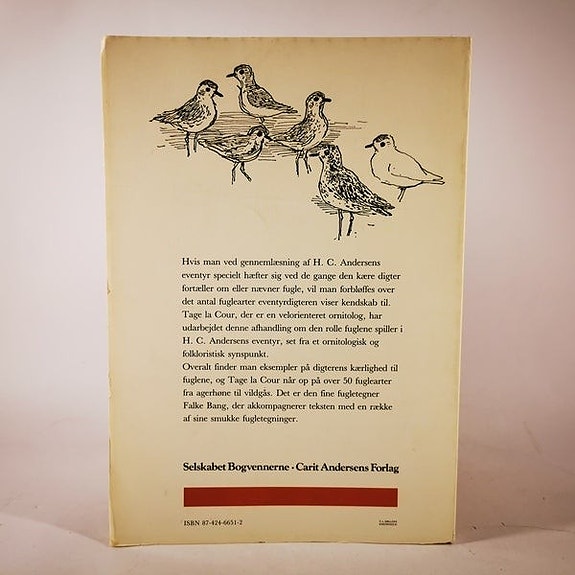 Hvis man ved gennemlæsning af H. C. Andersens
eventyr specielt hæfter sig ved de gange den kære digter
fortæller om eller nævner fugle, vil man forbløffes over
det antal fuglearter eventyrdigteren viser kendskab til.
Tage la Cour, der er en velorienteret ornitolog, har
udarbejdet denne afhandling om den rolle fuglene spiller i
H. C. Andersens eventyr, set fra et ornitologisk og
folkloristisk synspunkt.
Overalt finder man eksempler på digterens kærlighed til
fuglene, og Tage la Cour når op på over 50 fuglearter
fra agerhøne til vildgås. Det er den fine fugletegner
Falke Bang, der akkompagnerer teksten med en række
af sine smukke fugletegninger.
Selskabet Bogvennerne · Carit Andersens Forlag
ISBN 87-424-6651-2